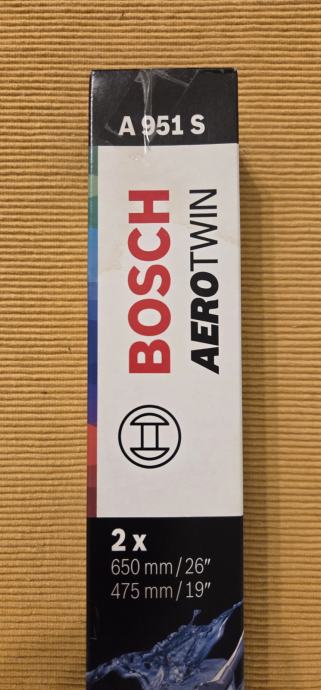 A 951 S
BOSCH
AEROTWIN
2 x
650 mm / 26"
475 mm / 19"